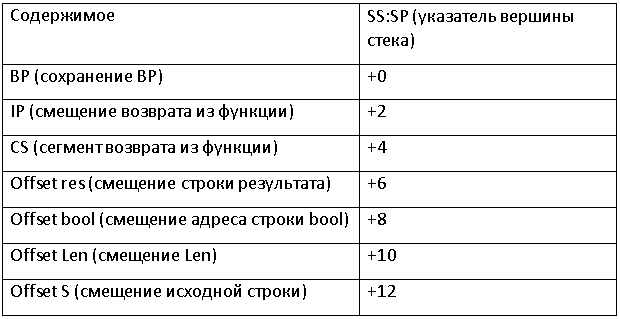 Содержимое
SS:SP (указатель вершины
стека)
BP (сохранение BP)
+0
IP (смещение возврата из функции)
+2
CS (сегмент возврата из функции)
+4
Offset res (смещение строки результата)
+6
Offset bool (смещение адреса строки bool)
+8
Offset Len (смещение Len)
+10
Offset S (смещение исходной строки)
+12